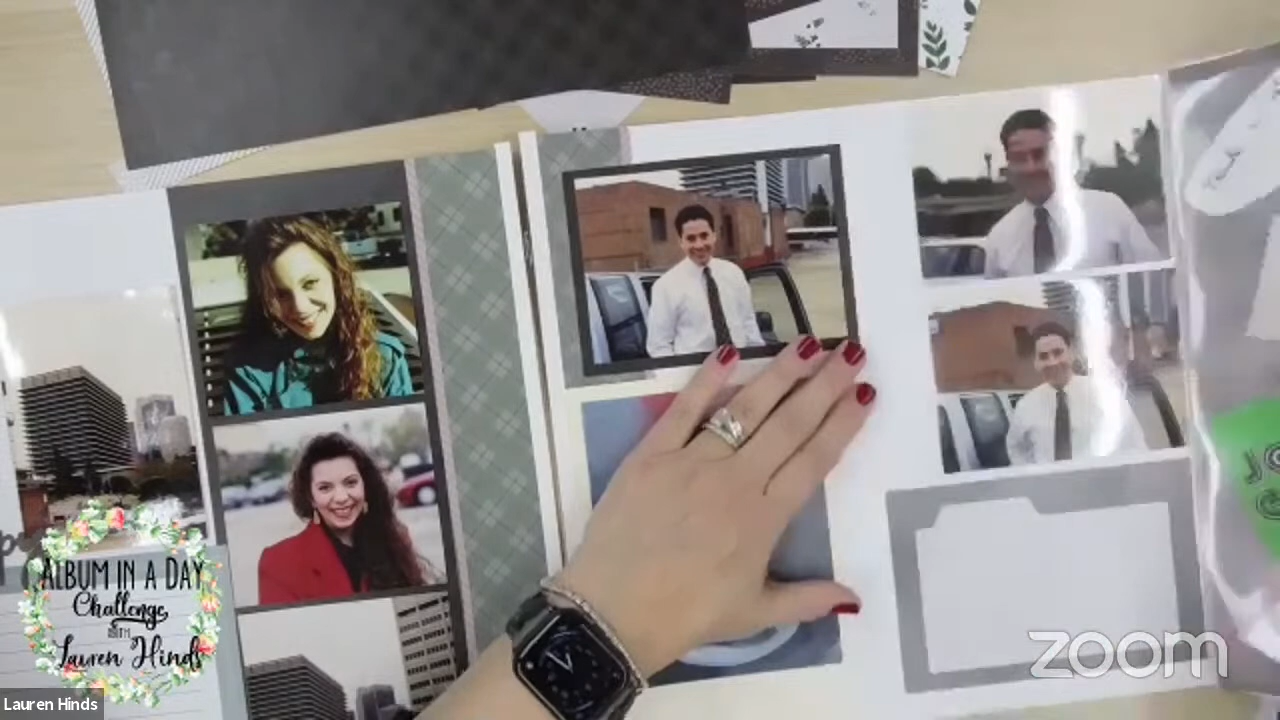 ALBUM IN A DAY
Challenge
WITH
Lauren Hinds
Lauren Hinds
zoom